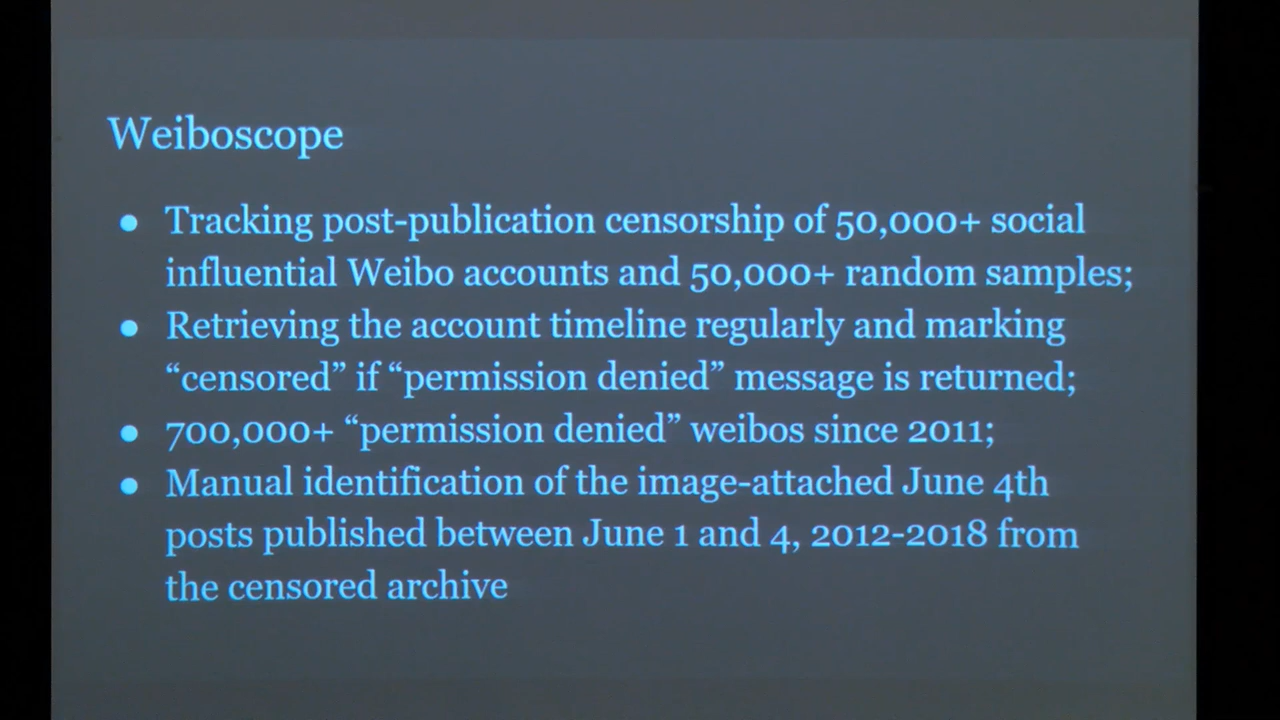 Weiboscope
● Tracking post-publication censorship of 50,000+ social
influential Weibo accounts and 50,000+ random samples;
● Retrieving the account timeline regularly and marking
“censored” if “permission denied” message is returned;
● 700,000+ “permission denied” weibos since 2011;
● Manual identification of the image-attached June 4th
posts published between June 1 and 4, 2012-2018 from
the censored archive